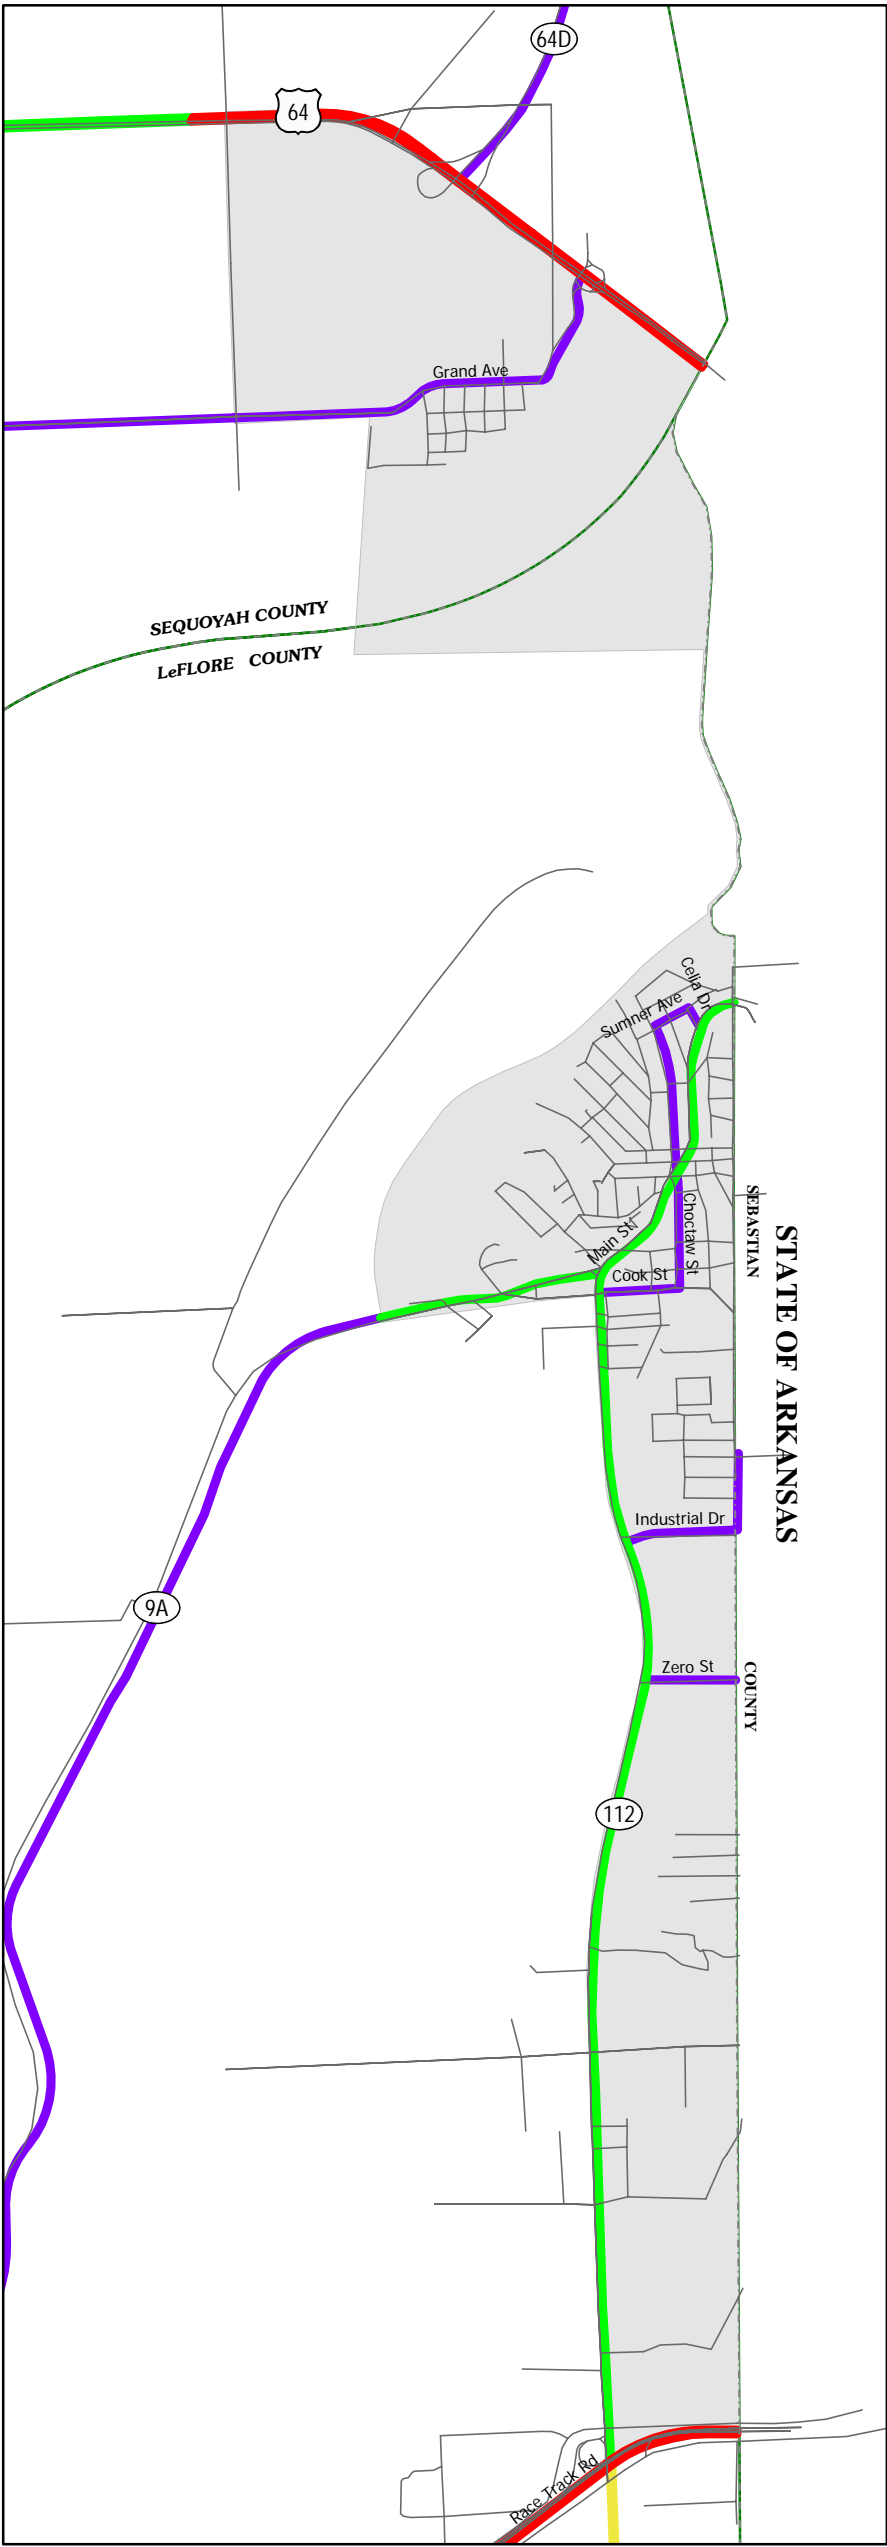 64D
64
Grand Ave
SEQUOYAH COUNTY
LeFLORE COUNTY
Celia Dr
Sumner Ave
SEBASTIAN
Choctaw St
Main St
STATE OF ARKANSAS
Cook St
Industrial Dr
9A
Zero St
COUNTY
112
Race Track Rd